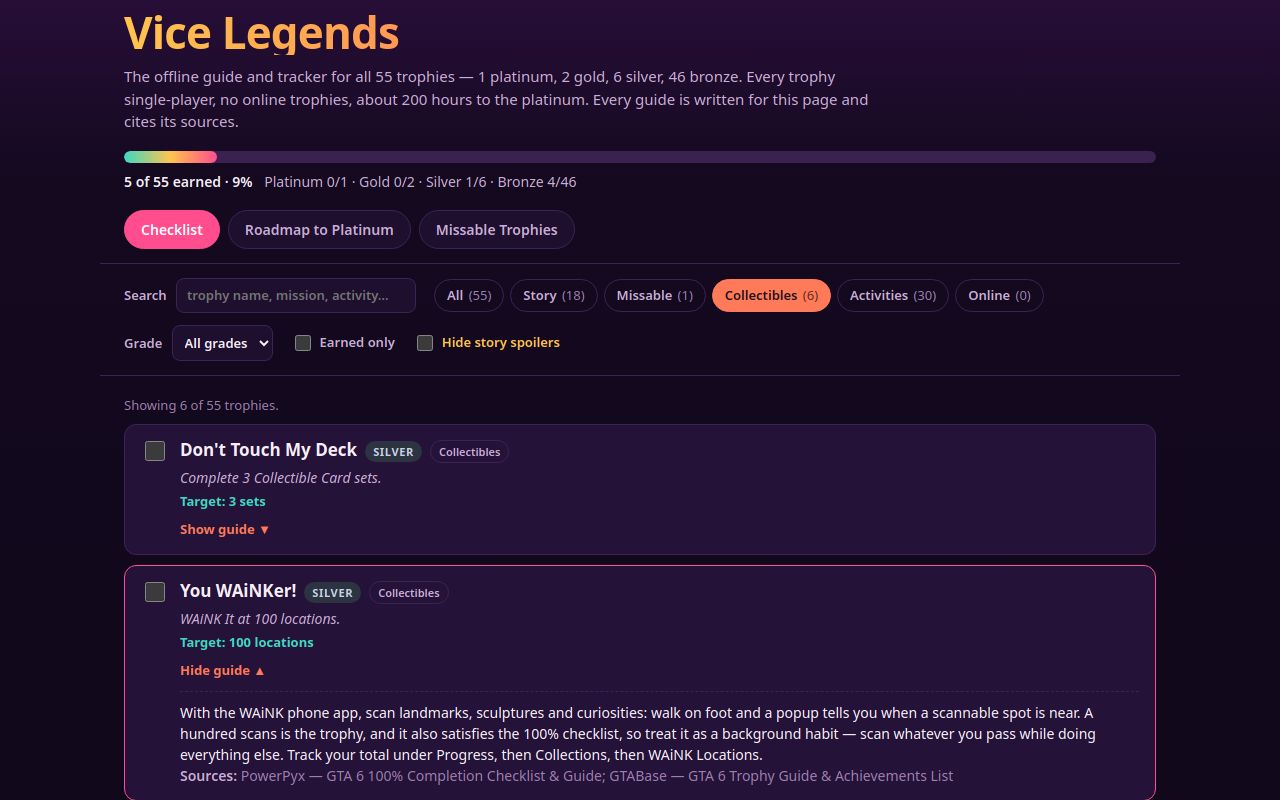 Vice Legends
The offline guide and tracker for all 55 trophies — 1 platinum, 2 gold, 6 silver, 46 bronze. Every trophy
single-player, no online trophies, about 200 hours to the platinum. Every guide is written for this page and
cites its sources.
5 of 55 earned · 9% Platinum 0/1 · Gold 0/2 · Silver 1/6 · Bronze 4/46
Checklist Roadmap to Platinum Missable Trophies
Search trophy name, mission, activity... All (55) Story (18) Missable (1) Collectibles (6) Activities (30) Online (0)
Grade All grades Earned only Hide story spoilers
Showing 6 of 55 trophies.
Don't Touch My Deck SILVER Collectibles
Complete 3 Collectible Card sets.
Target: 3 sets
Show guide ▼
You WAiNKer! SILVER Collectibles
WAiNK It at 100 locations.
Target: 100 locations
Hide guide ▲
With the WAiNK phone app, scan landmarks, sculptures and curiosities: walk on foot and a popup tells you when a scannable spot is near. A
hundred scans is the trophy, and it also satisfies the 100% checklist, so treat it as a background habit — scan whatever you pass while doing
everything else. Track your total under Progress, then Collections, then WAiNK Locations.
Sources: PowerPyx — GTA 6 100% Completion Checklist & Guide; GTABase — GTA 6 Trophy Guide & Achievements List